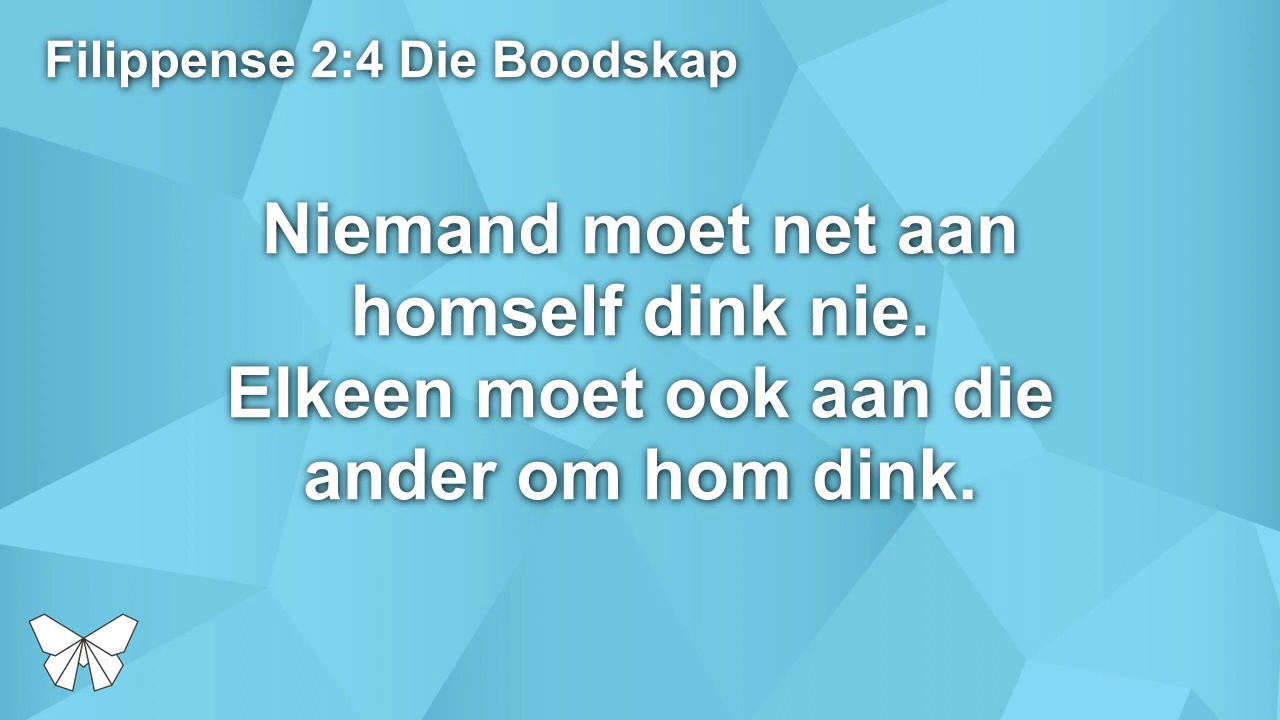 Filippense 2:4 Die Boodskap
Niemand moet net aan
homself dink nie.
Elkeen moet ook aan die
ander om hom dink.